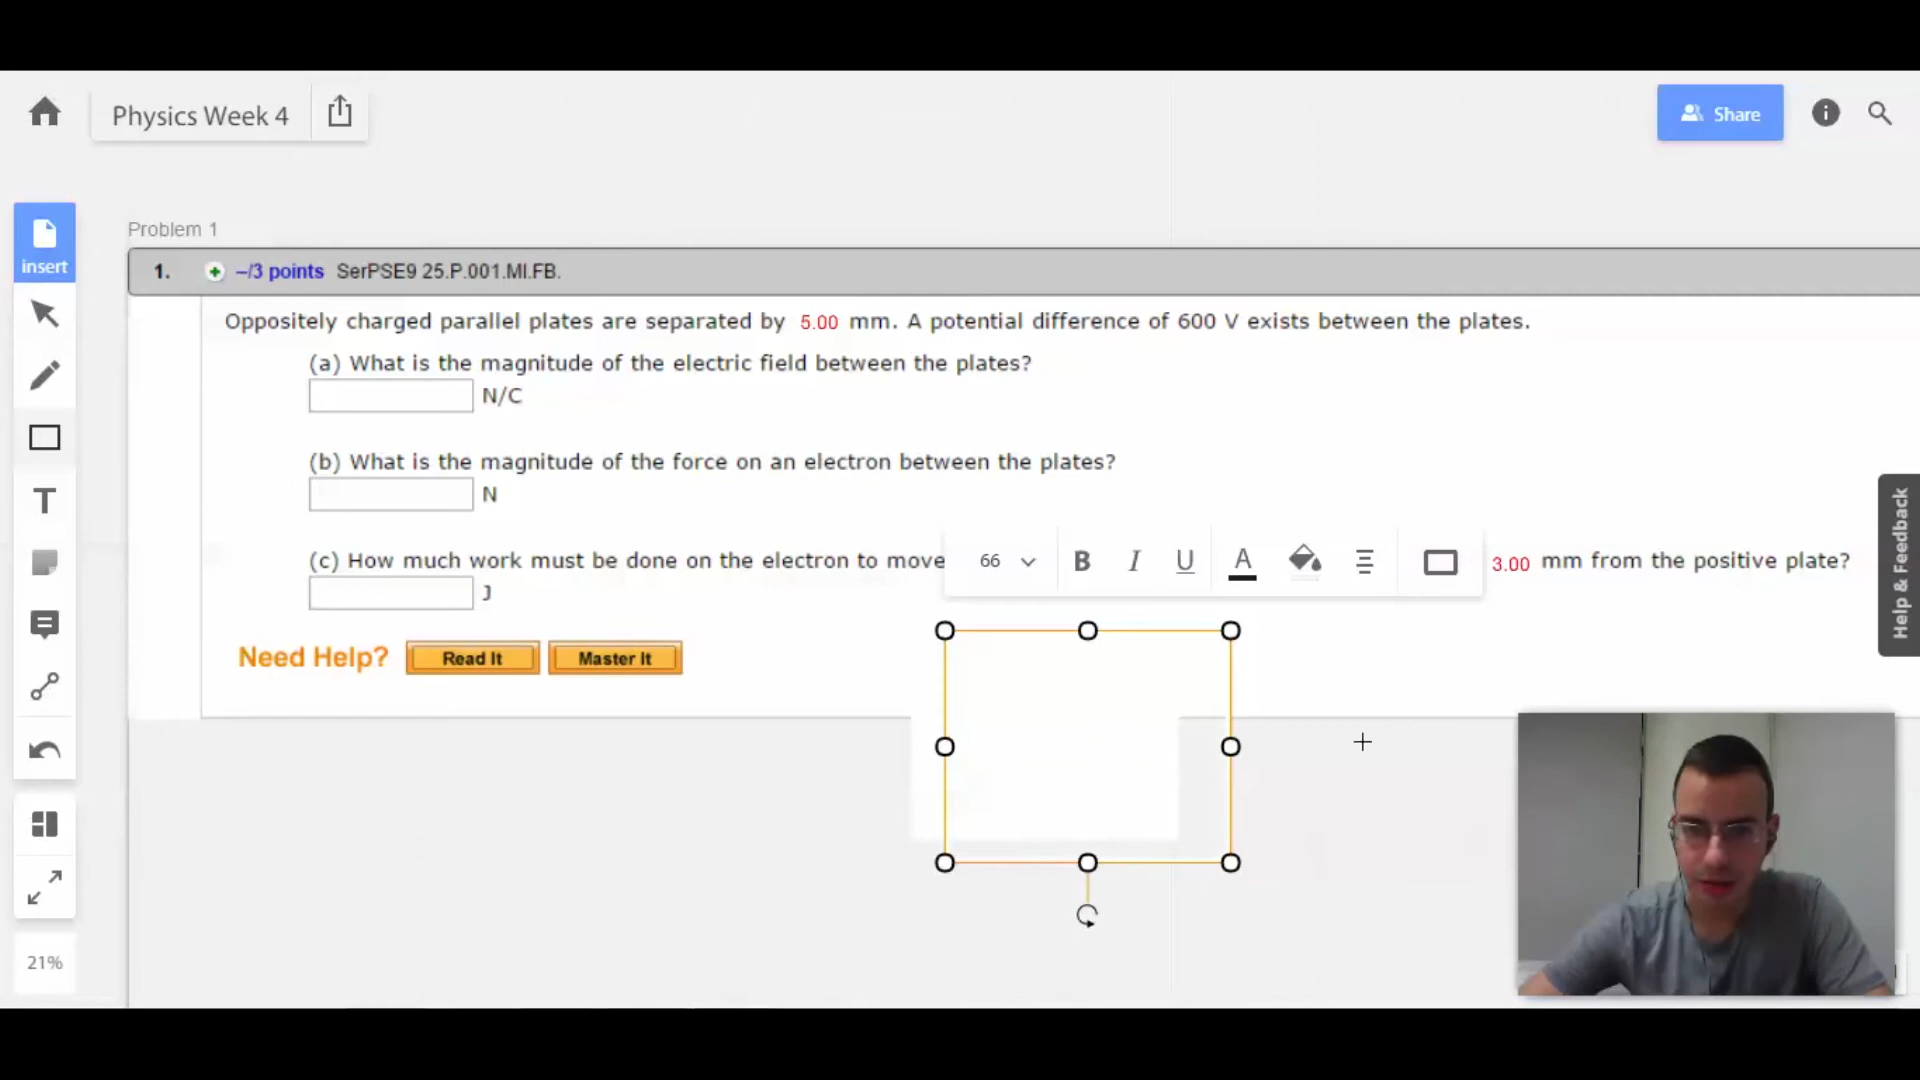 Physics Week 4
Share
insert
Problem 1
1. –/3 points SerPSE9 25.P.001.MI.FB.
Oppositely charged parallel plates are separated by 5.00 mm. A potential difference of 600 V exists between the plates.
(a) What is the magnitude of the electric field between the plates?
N/C
(b) What is the magnitude of the force on an electron between the plates?
N
(c) How much work must be done on the electron to move 3.00 mm from the positive plate?
J
66 B I U A
Need Help? Read It Master It
T
21%
Help & Feedback